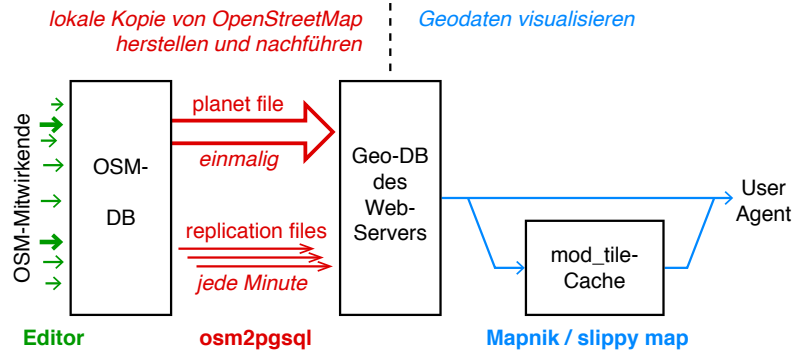 lokale Kopie von OpenStreetMap
herstellen und nachführen
Geodaten visualisieren
OSM-Mitwirkende
OSM-
DB
planet file
einmalig
replication files
jede Minute
Geo-DB
des
Web-
Servers
mod_tile-
Cache
User
Agent
Editor
osm2pgsql
Mapnik / slippy map